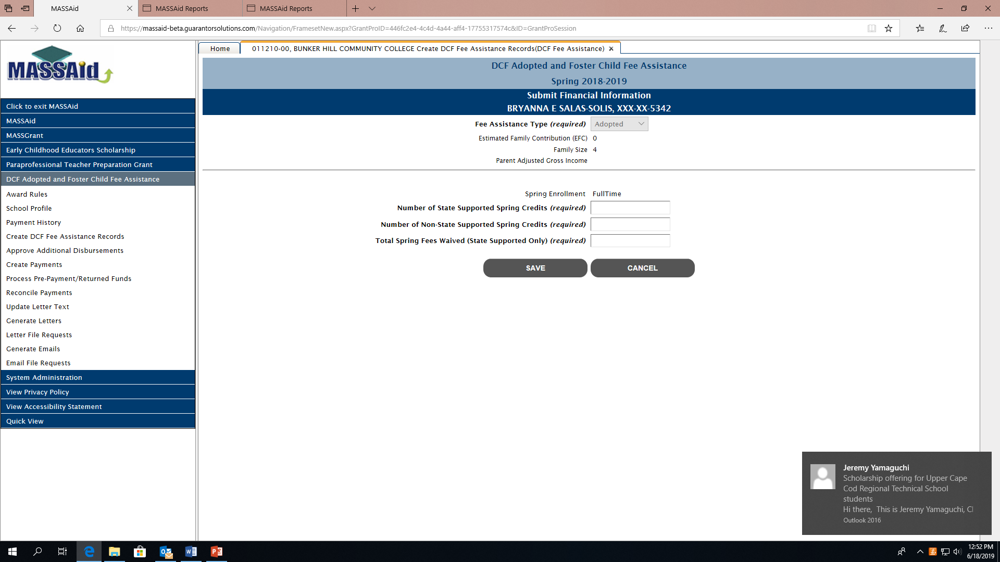 MASSAid
MASSAid Reports
MASSAid Reports
https://massaid-beta.guarantorsolutions.com/Navigation/FramesetNew.aspx?GrantProID=446fc2e4-4c4d-4a44-aff4-17755317574c&ID=GrantProSession
MASSAid
Click to exit MASSAid
MASSAid
MASSGrant
Early Childhood Educators Scholarship
Paraprofessional Teacher Preparation Grant
DCF Adopted and Foster Child Fee Assistance
Award Rules
School Profile
Payment History
Create DCF Fee Assistance Records
Approve Additional Disbursements
Create Payments
Process Pre-Payment/Returned Funds
Reconcile Payments
Update Letter Text
Generate Letters
Letter File Requests
Generate Emails
Email File Requests
System Administration
View Privacy Policy
View Accessibility Statement
Quick View
Home
011210-00, BUNKER HILL COMMUNITY COLLEGE Create DCF Fee Assistance Records(DCF Fee Assistance)
DCF Adopted and Foster Child Fee Assistance
Spring 2018-2019
Submit Financial Information
BRYANNA E SALAS-SOLIS, XXX-XX-5342
Fee Assistance Type (required) Adopted
Estimated Family Contribution (EFC) 0
Family Size 4
Parent Adjusted Gross Income
Spring Enrollment FullTime
Number of State Supported Spring Credits (required)
Number of Non-State Supported Spring Credits (required)
Total Spring Fees Waived (State Supported Only) (required)
SAVE CANCEL
Jeremy Yamaguchi
Scholarship offering for Upper Cape
Cod Regional Technical School
students
Hi there, This is Jeremy Yamaguchi,
Outlook 2016
12:52 PM
6/18/2019